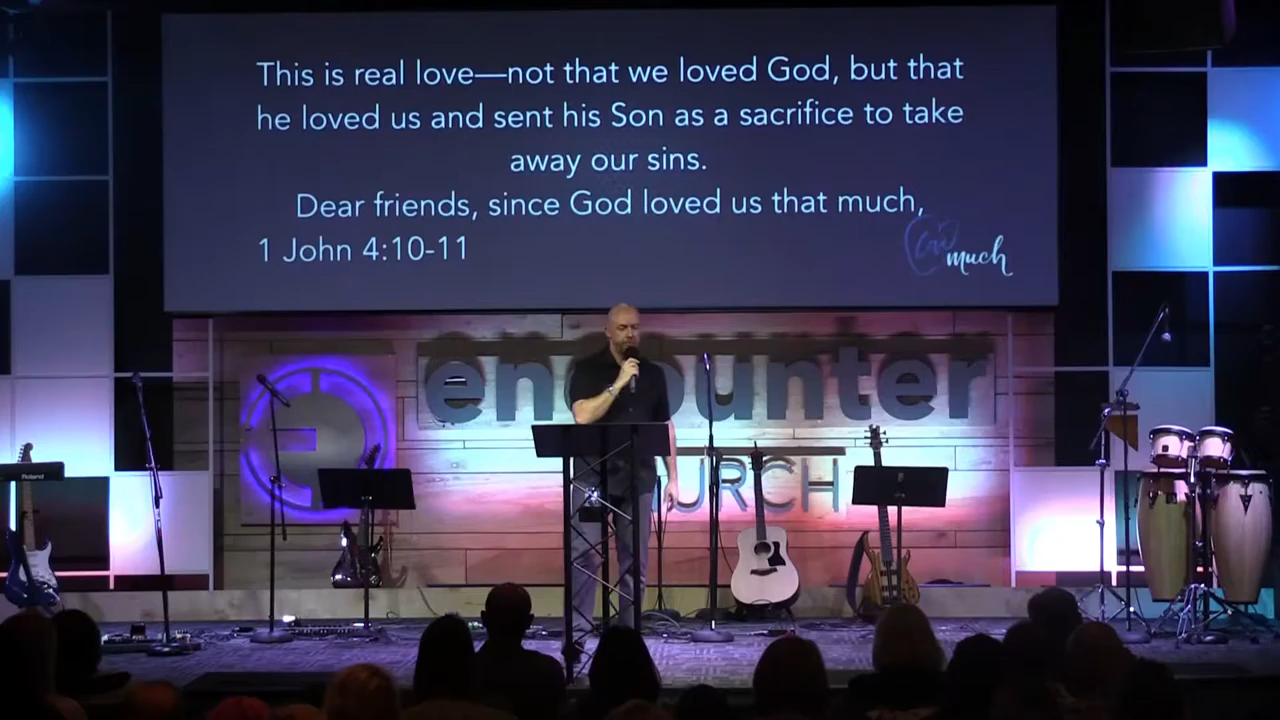 This is real love—not that we loved God, but that
he loved us and sent his Son as a sacrifice to take
away our sins.
Dear friends, since God loved us that much,
1 John 4:10-11
much
encounter
CHURCH
Roland